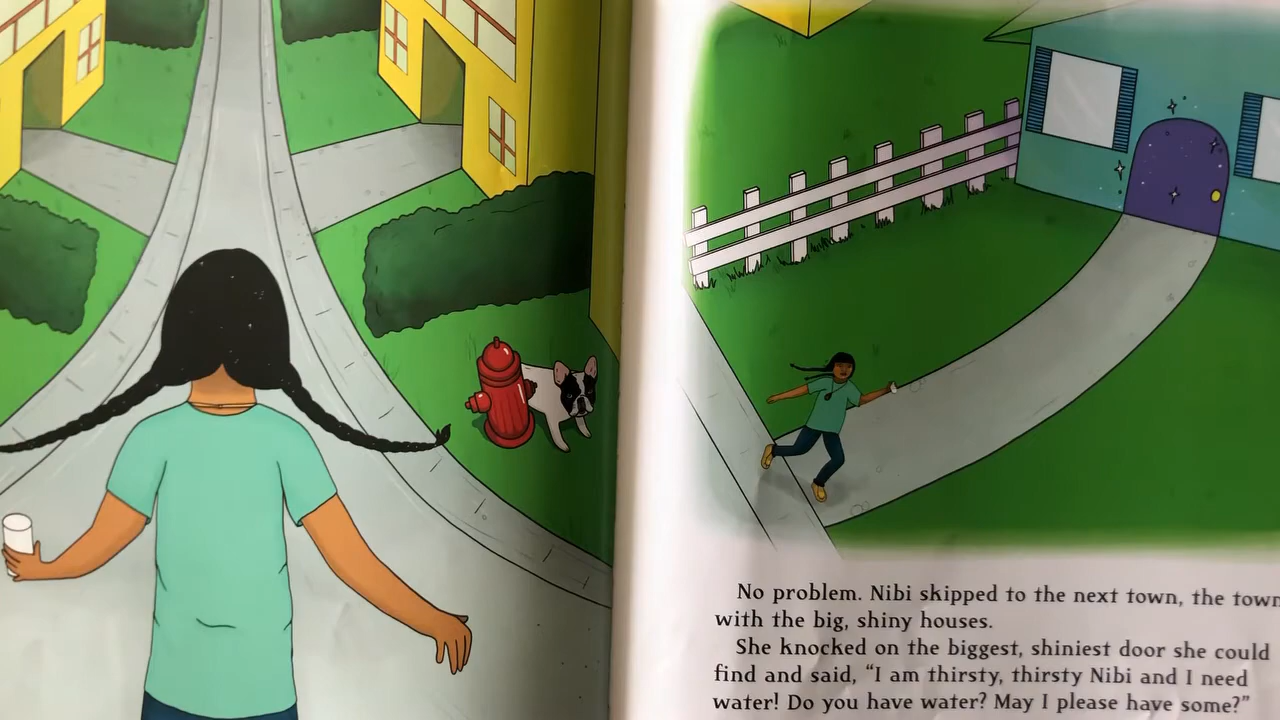 No problem. Nibi skipped to the next town, the town
with the big, shiny houses.
She knocked on the biggest, shiniest door she could
find and said, “I am thirsty, thirsty Nibi and I need
water! Do you have water? May I please have some?”